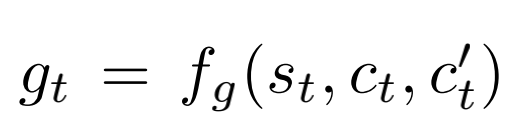 g_t = f_g(s_t, c_t, c'_t)